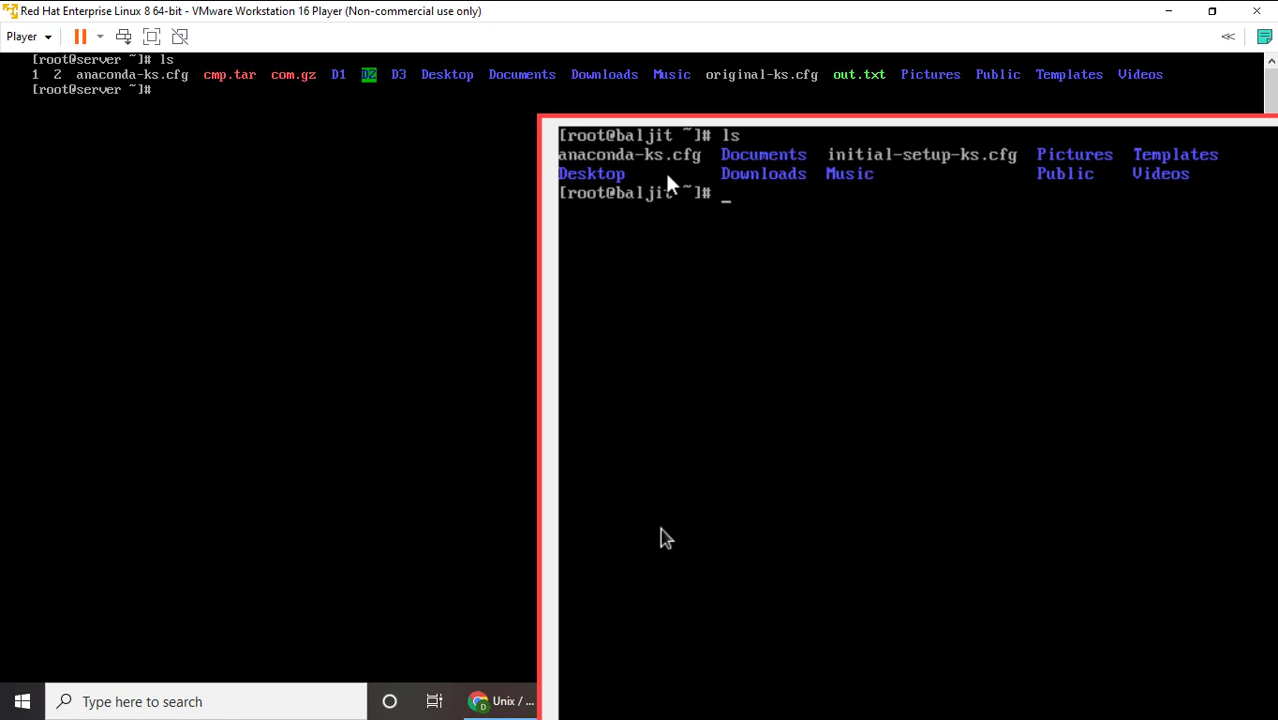 Red Hat Enterprise Linux 8 64-bit - VMware Workstation 16 Player (Non-commercial use only)
Player
[root@server ~]# ls
1 2 anaconda-ks.cfg cmp.tar com.gz D1 D2 D3 Desktop Documents Downloads Music original-ks.cfg out.txt Pictures Public Templates Videos
[root@server ~]#
[root@baljit ~]# ls
anaconda-ks.cfg Documents initial-setup-ks.cfg Pictures Templates
Desktop Downloads Music Public Videos
[root@baljit ~]# _
Type here to search
D
Unix / ...